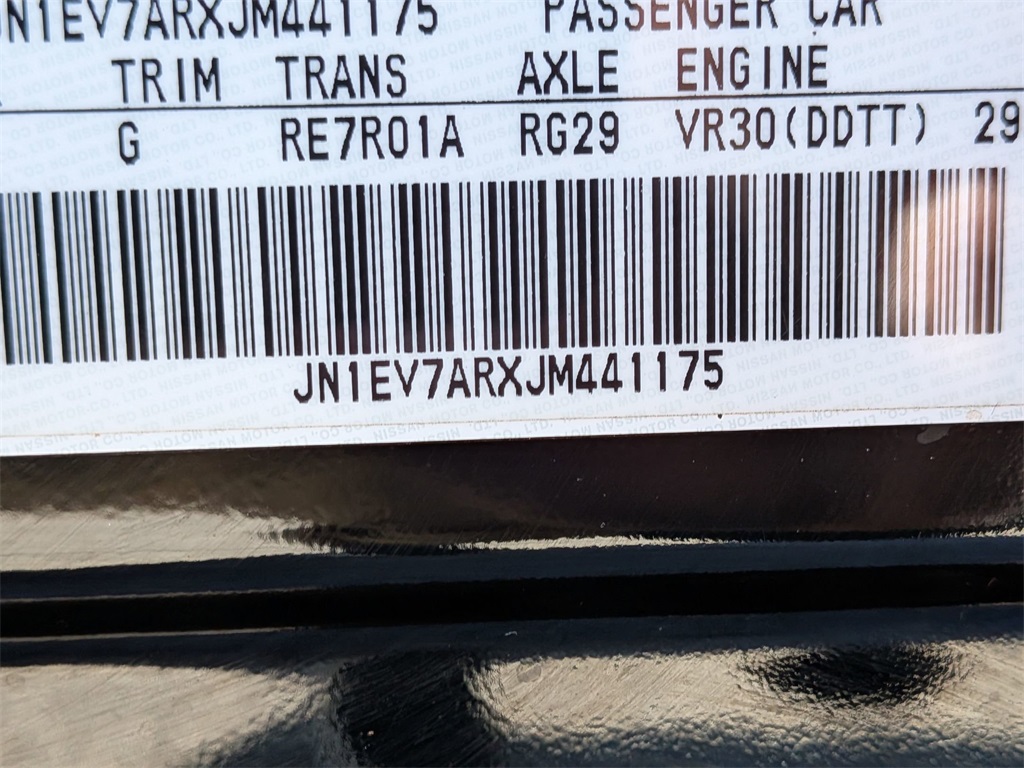 JN1EV7ARXJM441175 PASSENGER CAR
TRIM TRANS AXLE ENGINE
G RE7R01A RG29 VR30(DDTT) 29
JN1EV7ARXJM441175